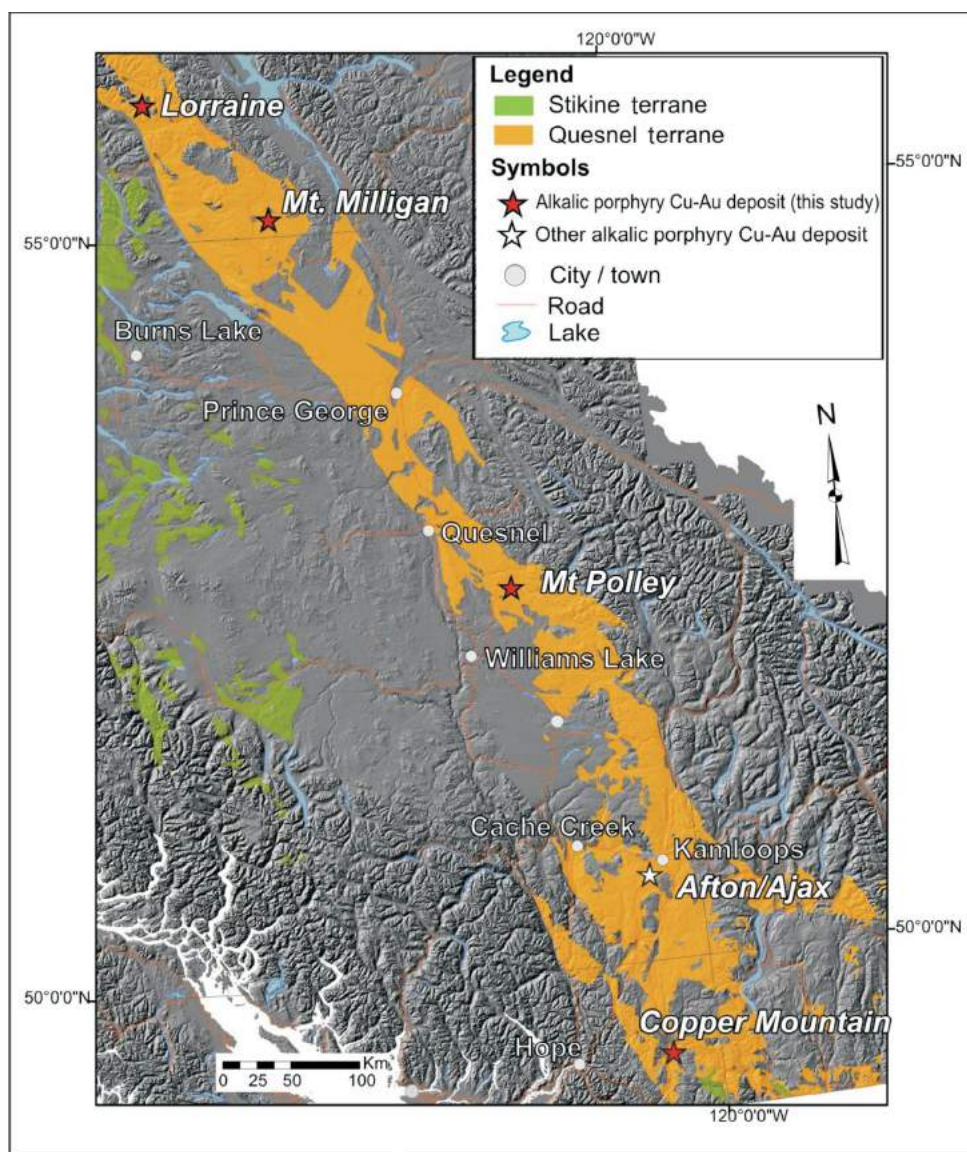 120°0'0"W
Legend
Stikine terrane
Quesnel terrane
Symbols
Alkalic porphyry Cu-Au deposit (this study)
Other alkalic porphyry Cu-Au deposit
City / town
Road
Lake
55°0'0"N
Lorraine
Mt. Milligan
55°0'0"N
Burns Lake
Prince George
N
Quesnel
Mt Polley
Williams Lake
Cache Creek
Kamloops
Afton/Ajax
50°0'0"N
50°0'0"N
Copper Mountain
Hope
Km
0 25 50 100
120°0'0"W